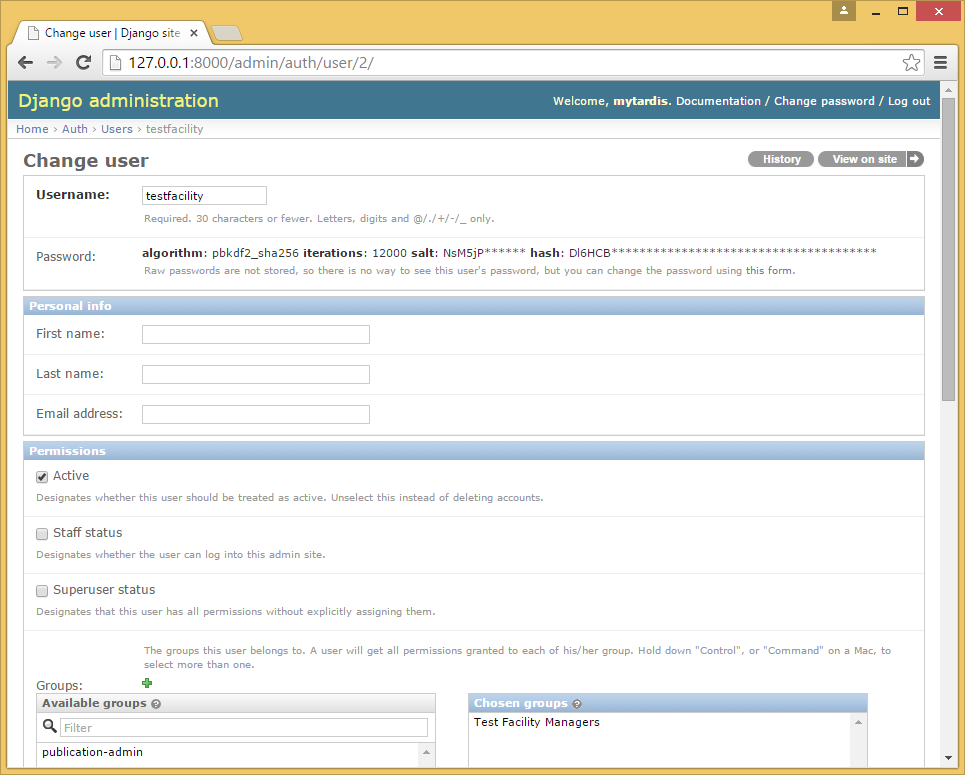 Change user | Django site
127.0.0.1:8000/admin/auth/user/2/
Django administration
Welcome, mytardis. Documentation / Change password / Log out
Home › Auth › Users › testfacility
Change user
History
View on site
Username:
testfacility
Required. 30 characters or fewer. Letters, digits and @/./+/-/_ only.
Password:
algorithm: pbkdf2_sha256 iterations: 12000 salt: NsM5jP****** hash: Dl6HCB**************************************
Raw passwords are not stored, so there is no way to see this user's password, but you can change the password using this form.
Personal info
First name:
Last name:
Email address:
Permissions
Active
Designates whether this user should be treated as active. Unselect this instead of deleting accounts.
Staff status
Designates whether the user can log into this admin site.
Superuser status
Designates that this user has all permissions without explicitly assigning them.
The groups this user belongs to. A user will get all permissions granted to each of his/her group. Hold down "Control", or "Command" on a Mac, to
select more than one.
Groups:
Available groups ?
Chosen groups ?
Filter
Test Facility Managers
publication-admin